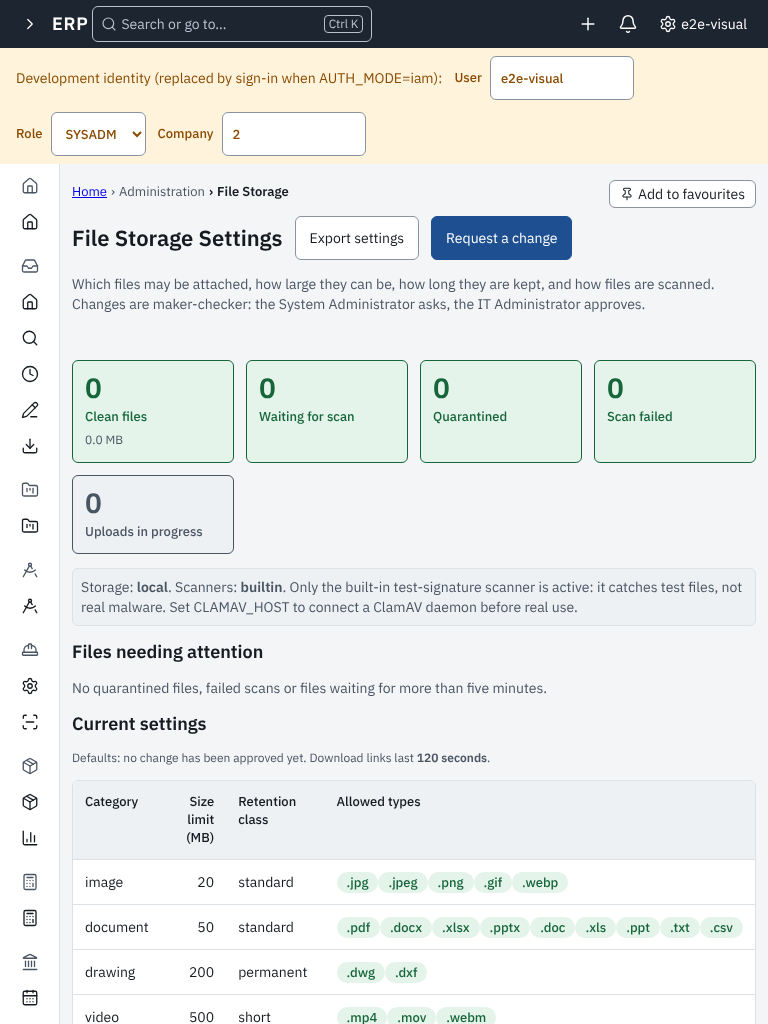 ERP
Search or go to...
Ctrl K
e2e-visual
Development identity (replaced by sign-in when AUTH_MODE=iam):
User
e2e-visual
Role
SYSADM
Company
2
Home › Administration › File Storage
Add to favourites
File Storage Settings
Export settings
Request a change
Which files may be attached, how large they can be, how long they are kept, and how files are scanned.
Changes are maker-checker: the System Administrator asks, the IT Administrator approves.
0
Clean files
0.0 MB
0
Waiting for scan
0
Quarantined
0
Scan failed
0
Uploads in progress
Storage: local. Scanners: builtin. Only the built-in test-signature scanner is active: it catches test files, not
real malware. Set CLAMAV_HOST to connect a ClamAV daemon before real use.
Files needing attention
No quarantined files, failed scans or files waiting for more than five minutes.
Current settings
Defaults: no change has been approved yet. Download links last 120 seconds.
Category
Size
limit
(MB)
Retention
class
Allowed types
image 20 standard .jpg .jpeg .png .gif .webp
document 50 standard .pdf .docx .xlsx .pptx .doc .xls .ppt .txt .csv
drawing 200 permanent .dwg .dxf
video 500 short .mp4 .mov .webm